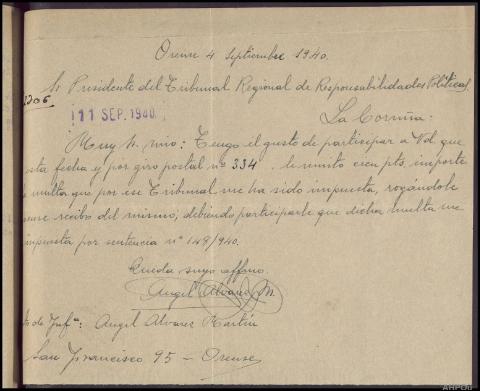 Orense 4 Septiembre 1940.
Sr Presidente del Tribunal Regional de Responsabilidades Políticas
11 SEP. 1940.
La Coruña:
Muy Sr. mio: Tengo el gusto de participar a Vd. que
esta fecha y por giro postal nº 334 le remito cien pts. importe
multa que por ese Tribunal me ha sido impuesta, rogándole
acuse recibo del mismo; debiendo participarle que dicha multa me
impuesta por sentencia nº 149/940.
Queda suyo affmo.
Angel Alvarez M.
de Infª: Angel Alvarez Martín
San Francisco 95 - Orense
AHPOU